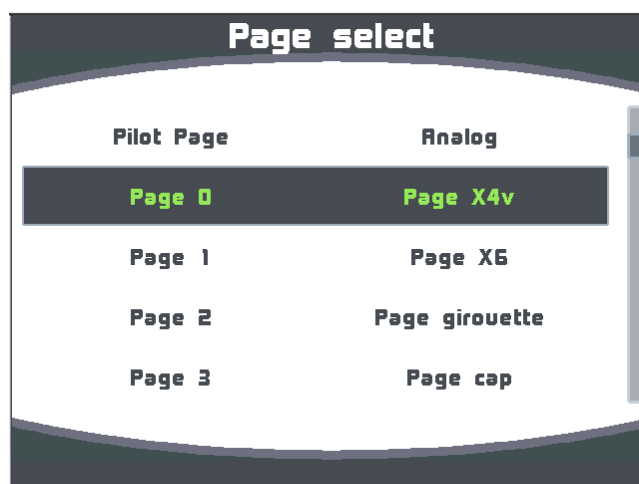 Page select
Pilot Page Analog
Page 0 Page X4v
Page 1 Page X6
Page 2 Page girouette
Page 3 Page cap